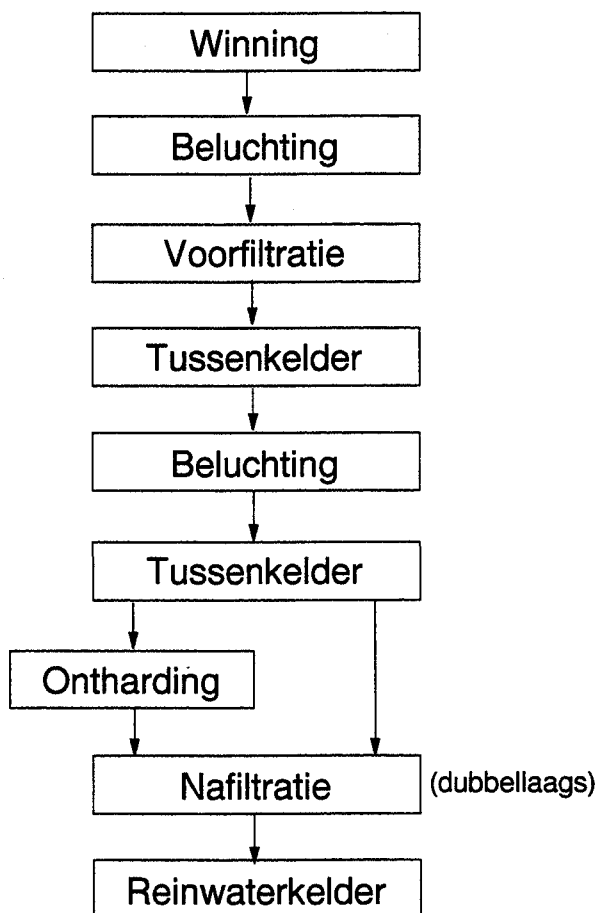 Winning
Beluchting
Voorfiltratie
Tussenkelder
Beluchting
Tussenkelder
Ontharding
Nafiltratie (dubbellaags)
Reinwaterkelder